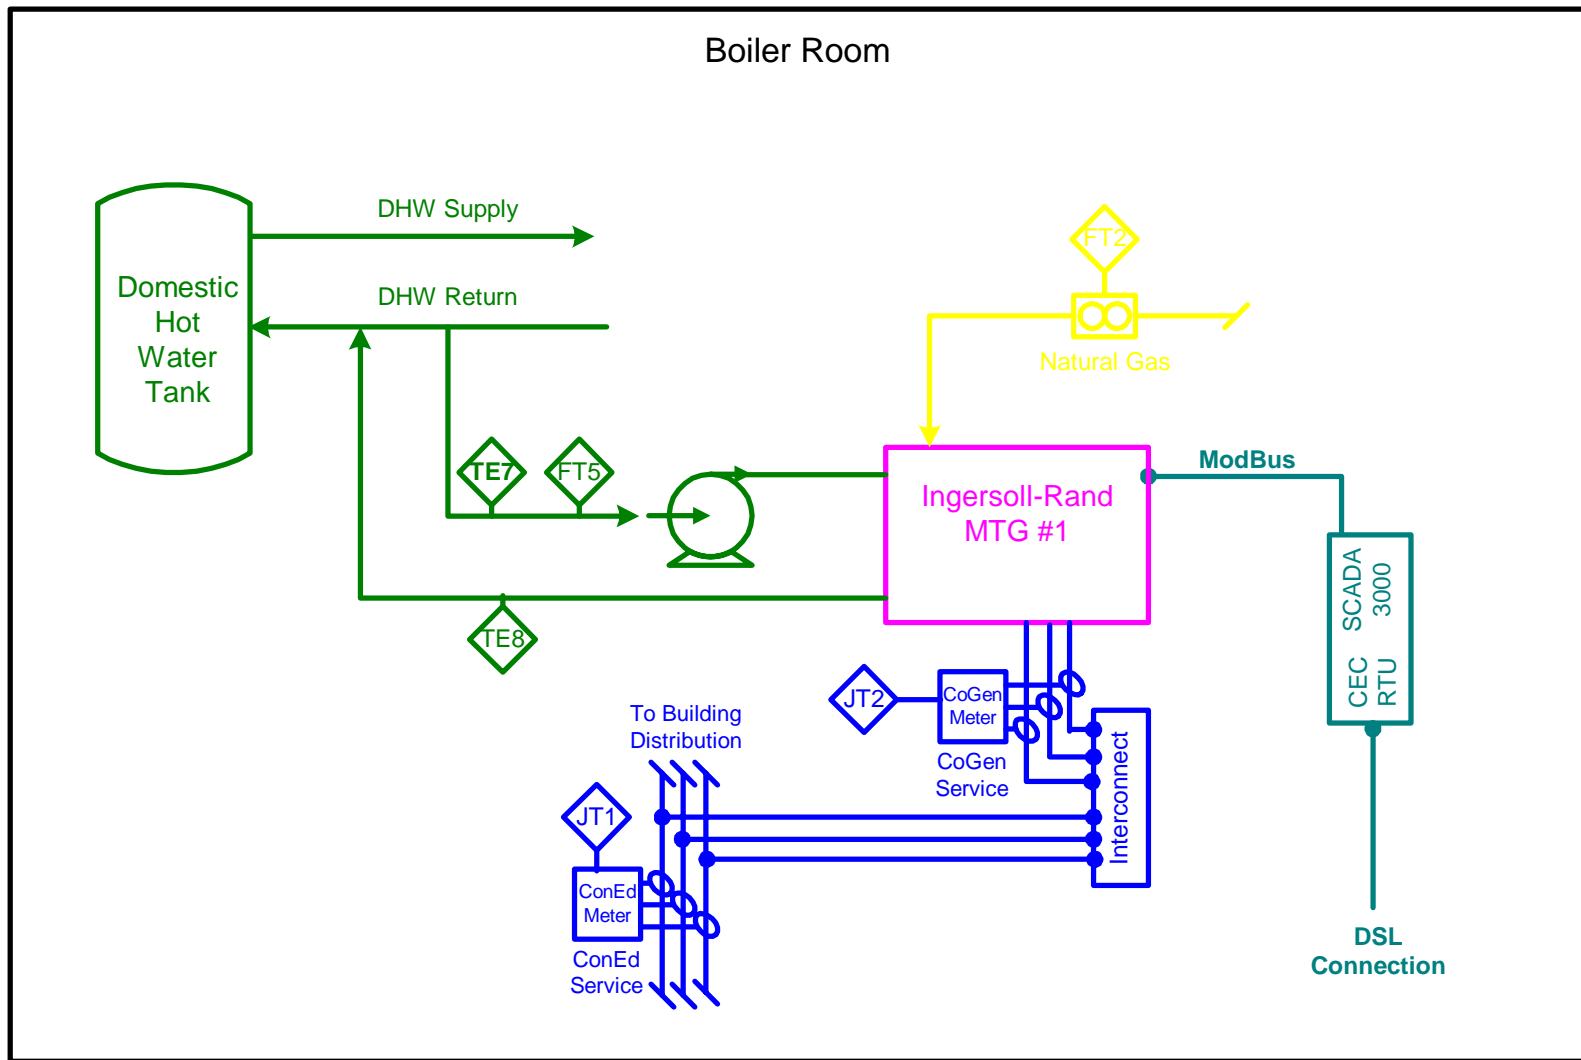 Boiler Room
DHW Supply
DHW Return
Domestic
Hot
Water
Tank
FT2
Natural Gas
TE7
FT5
TE8
Ingersoll-Rand
MTG #1
ModBus
CEC SCADA
RTU 3000
DSL
Connection
JT2
CoGen
Meter
CoGen
Service
Interconnect
To Building
Distribution
JT1
ConEd
Meter
ConEd
Service